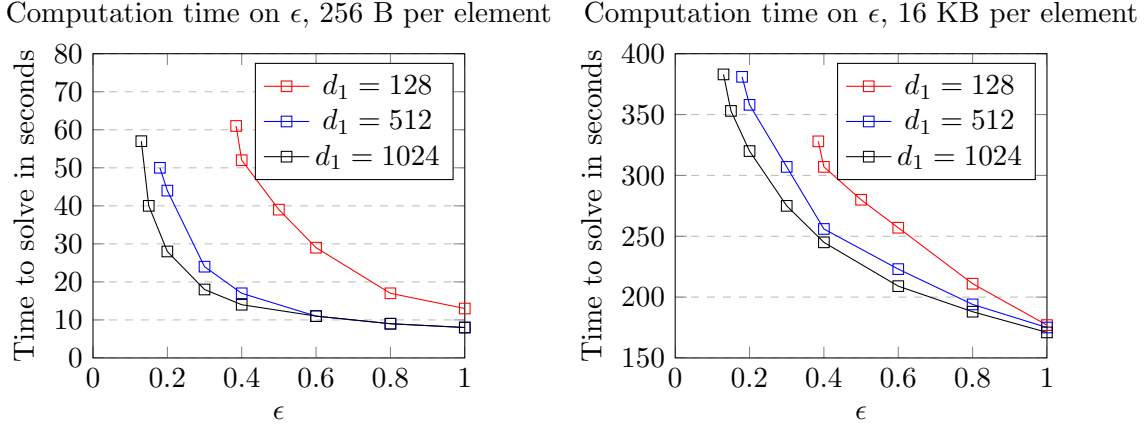 Computation time on ϵ, 256 B per element
80
70
60
50
40
30
20
10
0
Time to solve in seconds
d₁ = 128
d₁ = 512
d₁ = 1024
0 0.2 0.4 0.6 0.8 1
ϵ
Computation time on ϵ, 16 KB per element
400
350
300
250
200
150
Time to solve in seconds
d₁ = 128
d₁ = 512
d₁ = 1024
0 0.2 0.4 0.6 0.8 1
ϵ